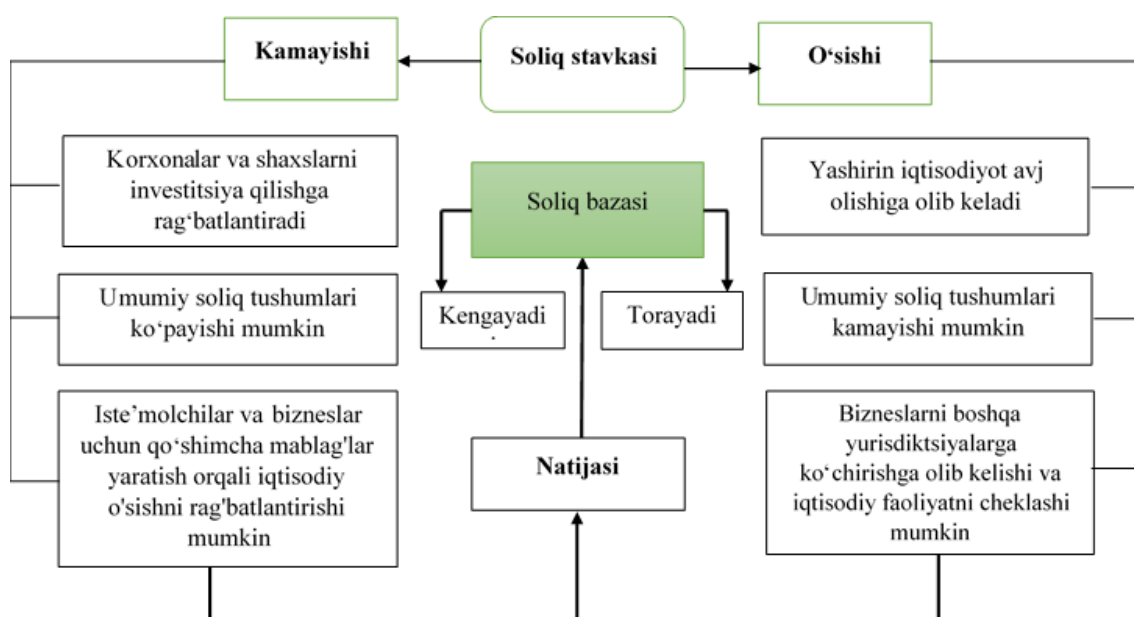 Kamayishi
Soliq stavkasi
O‘sishi
Korxonalar va shaxslarni
investitsiya qilishga
rag‘batlantiradi
Soliq bazasi
Yashirin iqtisodiyot avj
olishiga olib keladi
Umumiy soliq tushumlari
ko‘payishi mumkin
Kengayadi
.
Torayadi
Umumiy soliq tushumlari
kamayishi mumkin
Iste’molchilar va bizneslar
uchun qo‘shimcha mablag'lar
yaratish orqali iqtisodiy
o'sishni rag'batlantirishi
mumkin
Natijasi
Bizneslarni boshqa
yurisdiktsiyalarga
ko‘chirishga olib kelishi va
iqtisodiy faoliyatni cheklashi
mumkin